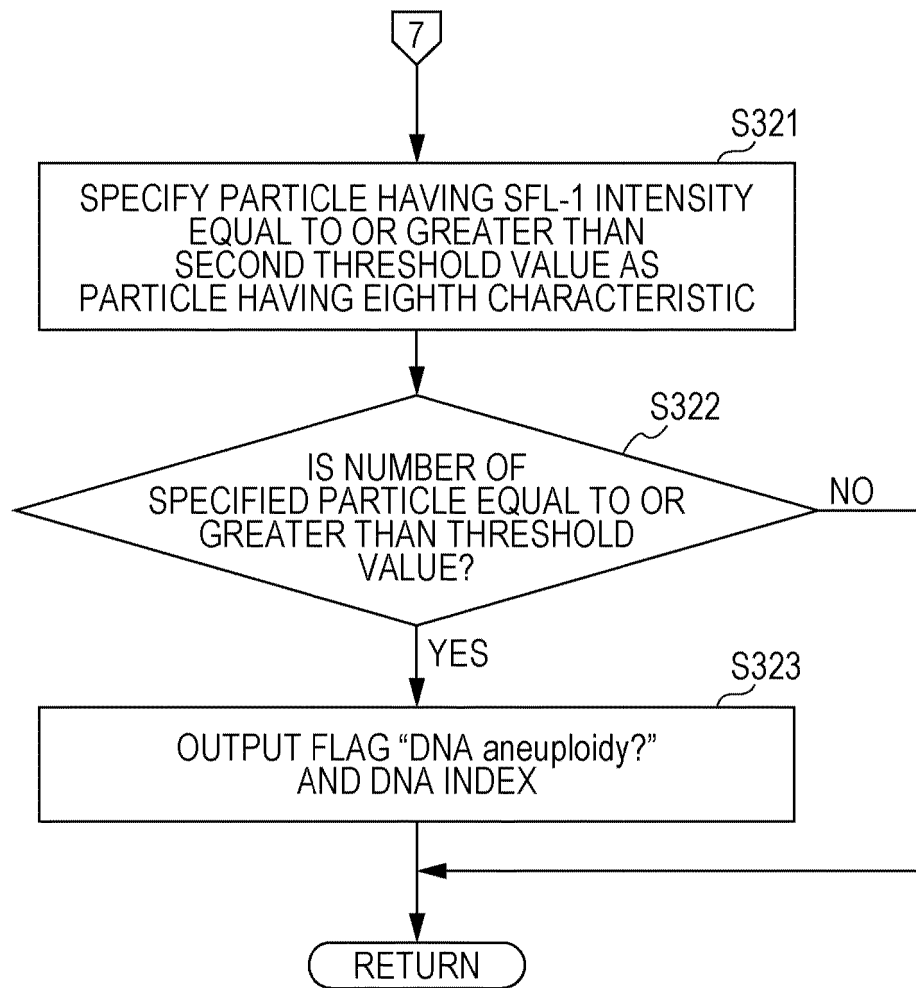 7
S321
SPECIFY PARTICLE HAVING SFL-1 INTENSITY
EQUAL TO OR GREATER THAN
SECOND THRESHOLD VALUE AS
PARTICLE HAVING EIGHTH CHARACTERISTIC
S322
IS NUMBER OF
SPECIFIED PARTICLE EQUAL TO OR
GREATER THAN THRESHOLD
VALUE?
NO
YES
S323
OUTPUT FLAG “DNA aneuploidy?”
AND DNA INDEX
RETURN